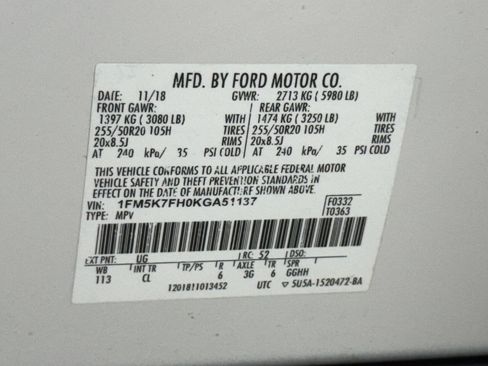 MFD. BY FORD MOTOR CO.
DATE: 11/18 GVWR: 2713 KG ( 5980 LB)
FRONT GAWR: REAR GAWR:
1397 KG ( 3080 LB) WITH 1474 KG ( 3250 LB) WITH
255/50R20 105H TIRES 255/50R20 105H TIRES
20x8.5J RIMS 20x8.5J RIMS
AT 240 kPa/ 35 PSI COLD AT 240 kPa/ 35 PSI COLD
THIS VEHICLE CONFORMS TO ALL APPLICABLE FEDERAL MOTOR
VEHICLE SAFETY AND THEFT PREVENTION STANDARDS IN
EFFECT ON THE DATE OF MANUFACTURE SHOWN ABOVE.
VIN: 1FM5K7FH0KGA51137 F0332
TYPE: MPV T0363
EXT PNT: UG RC: 52 DSO:
WB INT TR TP/PS R AXLE TR SPR
113 CL 6 3G 6 GGHH
1201811013452 UTC 5U5A-1520472-BA